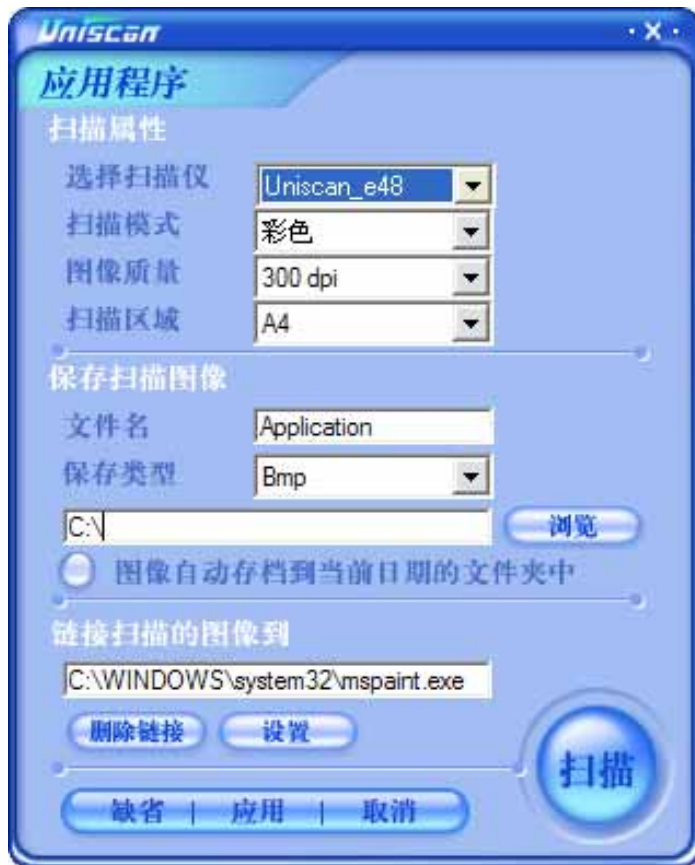 Uniscan
应用程序
扫描属性
选择扫描仪 Uniscan_e48
扫描模式 彩色
图像质量 300 dpi
扫描区域 A4
保存扫描图像
文件名 Application
保存类型 Bmp
C:\ 浏览
图像自动存档到当前日期的文件夹中
链接扫描的图像到
C:\WINDOWS\system32\mspaint.exe
删除链接 设置
扫描
缺省 | 应用 | 取消